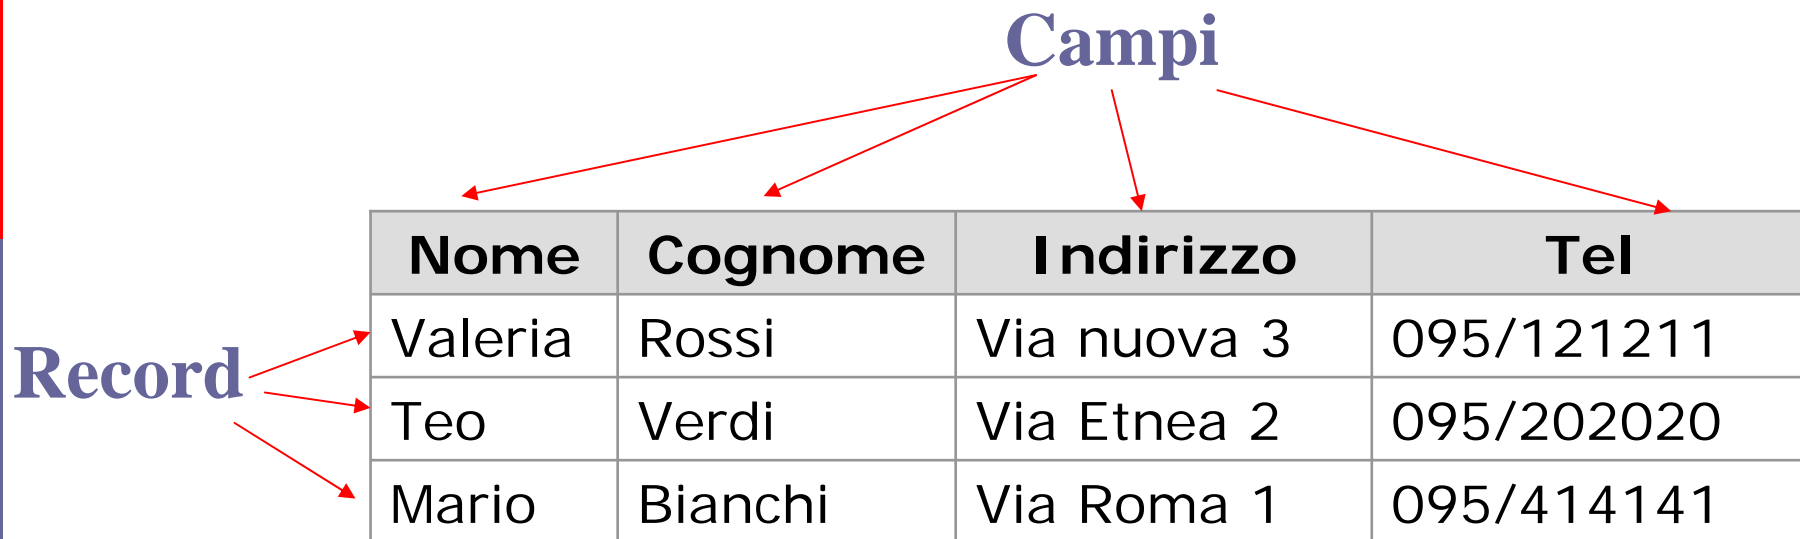 Campi
Nome Cognome Indirizzo Tel
Valeria Rossi Via nuova 3 095/121211
Record
Teo Verdi Via Etnea 2 095/202020
Mario Bianchi Via Roma 1 095/414141